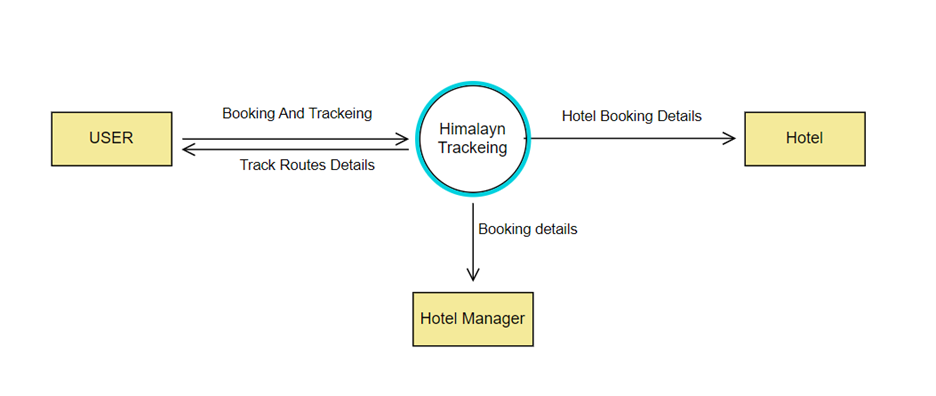 Booking And Trackeing
USER
Track Routes Details
Himalayn
Trackeing
Hotel Booking Details
Hotel
Booking details
Hotel Manager